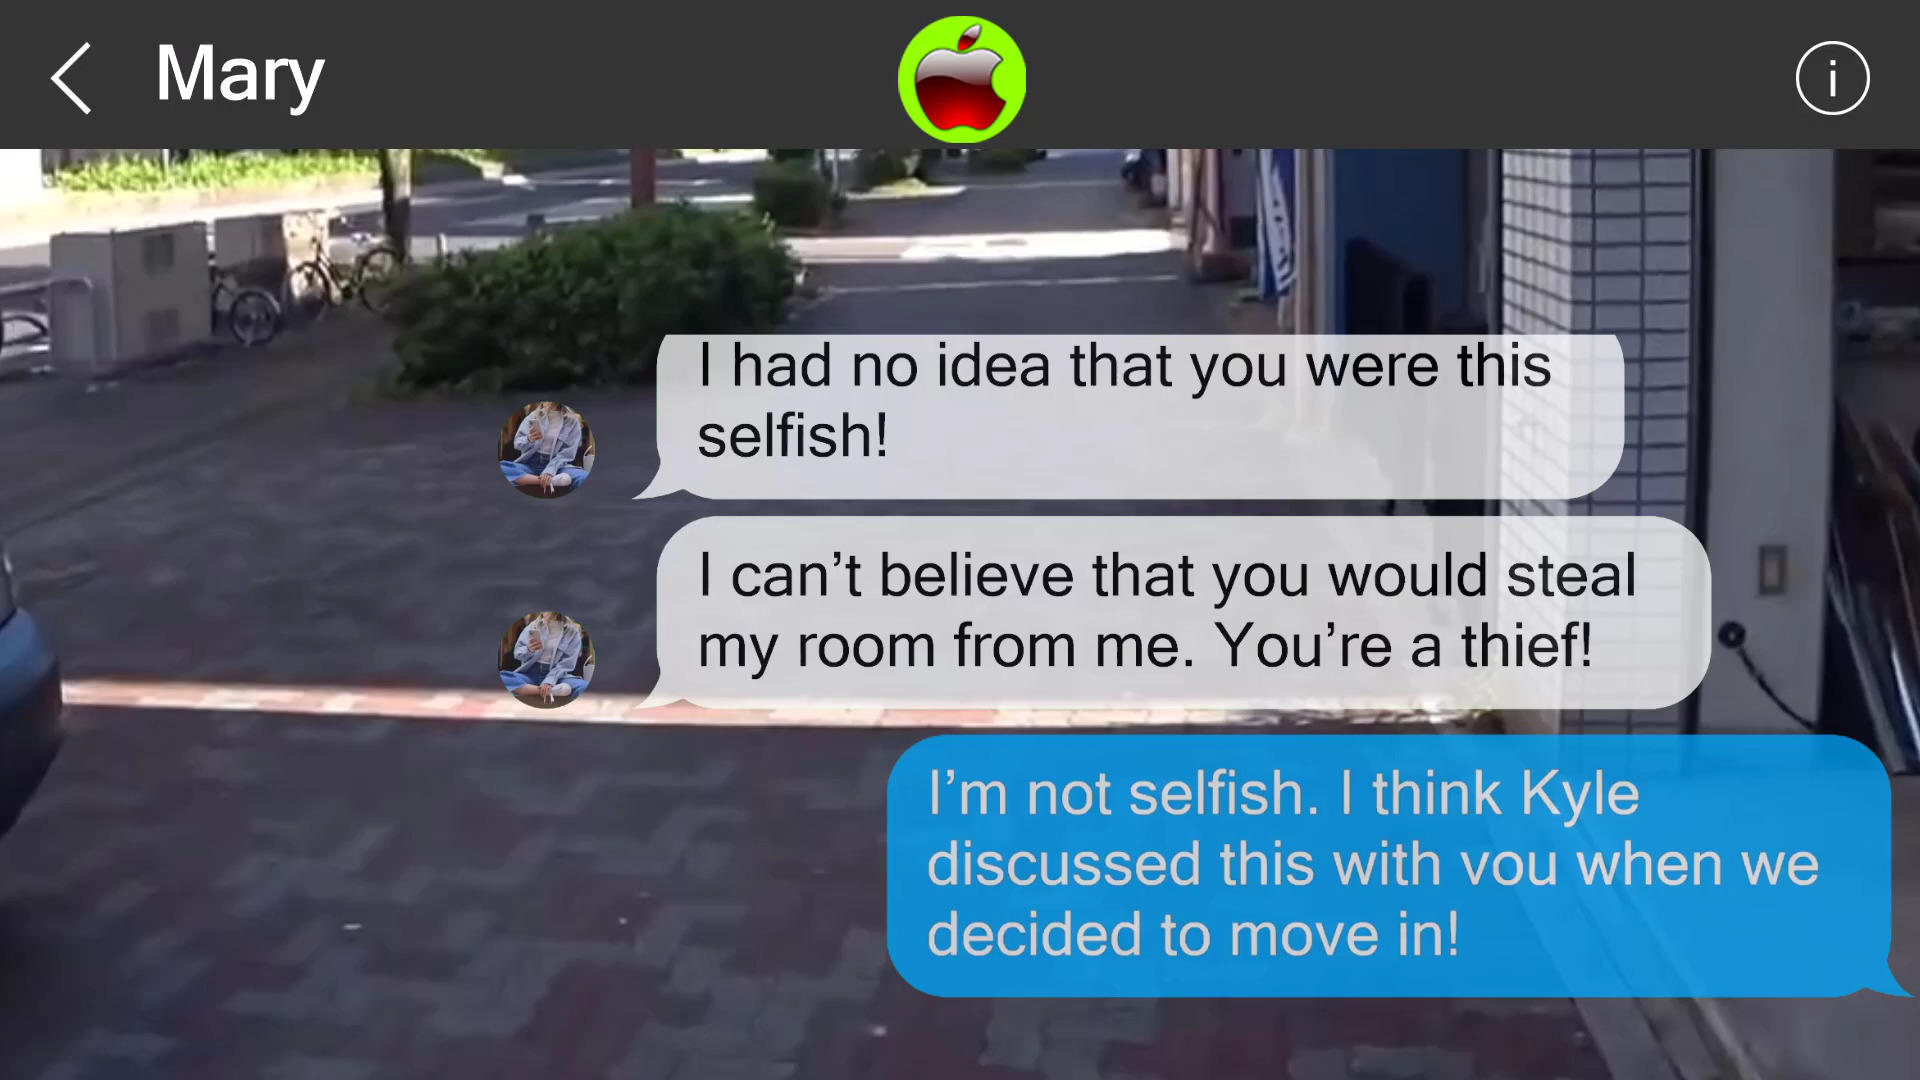 Mary
i
I had no idea that you were this
selfish!
I can’t believe that you would steal
my room from me. You’re a thief!
I’m not selfish. I think Kyle
discussed this with vou when we
decided to move in!